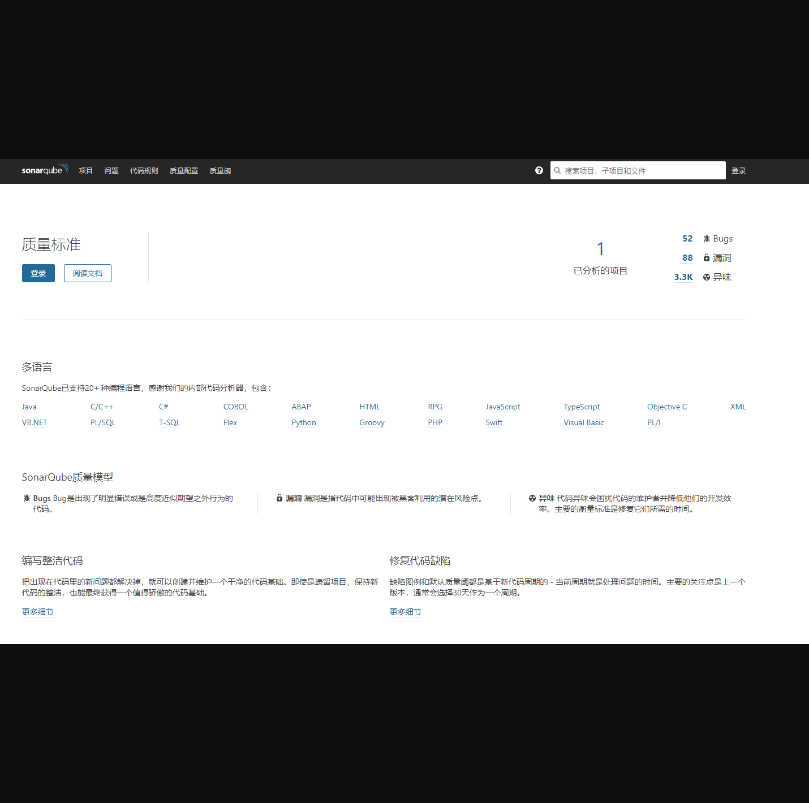 sonarqube 项目 问题 代码规则 质量配置 质量阈 搜索项目、子项目和文件 登录
质量标准
登录 阅读文档
1
已分析的项目
52 Bugs
88 漏洞
3.3K 异味
多语言
SonarQube已支持20+ 种编程语言，感谢我们的内部代码分析器，包含：
Java C/C++ C# COBOL ABAP HTML RPG JavaScript TypeScript Objective C XML
VB.NET PL/SQL T-SQL Flex Python Groovy PHP Swift Visual Basic PL/I
SonarQube质量模型
Bugs Bug是出现了明显错误或是高度近似期望之外行为的
代码。
漏洞 漏洞是指代码中可能出现被黑客利用的潜在风险点。
异味 代码异味会困扰代码的维护者并降低他们的开发效
率。主要的衡量标准是修复它们所需的时间。
编写整洁代码
把出现在代码里的新问题都解决掉，就可以创建并维护一个干净的代码基础。即使是遗留项目，保持新
代码的整洁，也能最终获得一个值得骄傲的代码基础。
更多细节
修复代码缺陷
缺陷图例和默认质量阈都是基于新代码周期的 - 当前周期就是处理问题的时间。主要的关注点是上一个
版本，通常会选择30天作为一个周期。
更多细节